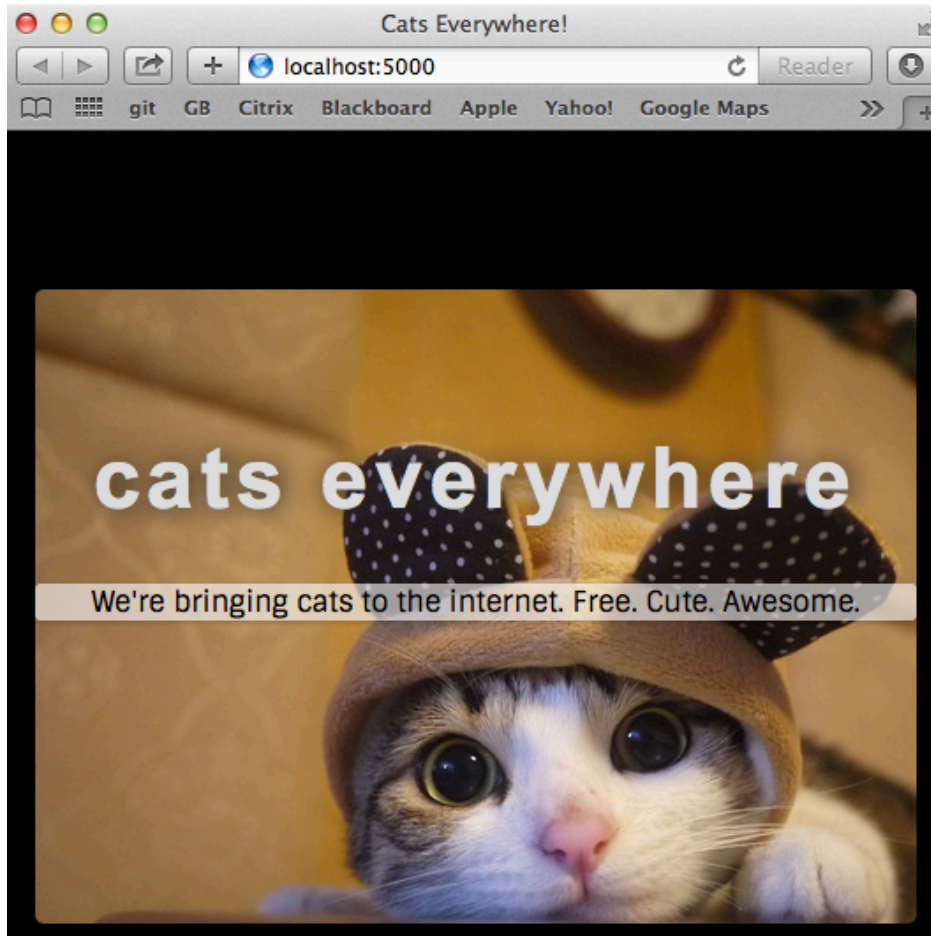 Cats Everywhere!
localhost:5000 Reader
git GB Citrix Blackboard Apple Yahoo! Google Maps
cats everywhere
We're bringing cats to the internet. Free. Cute. Awesome.